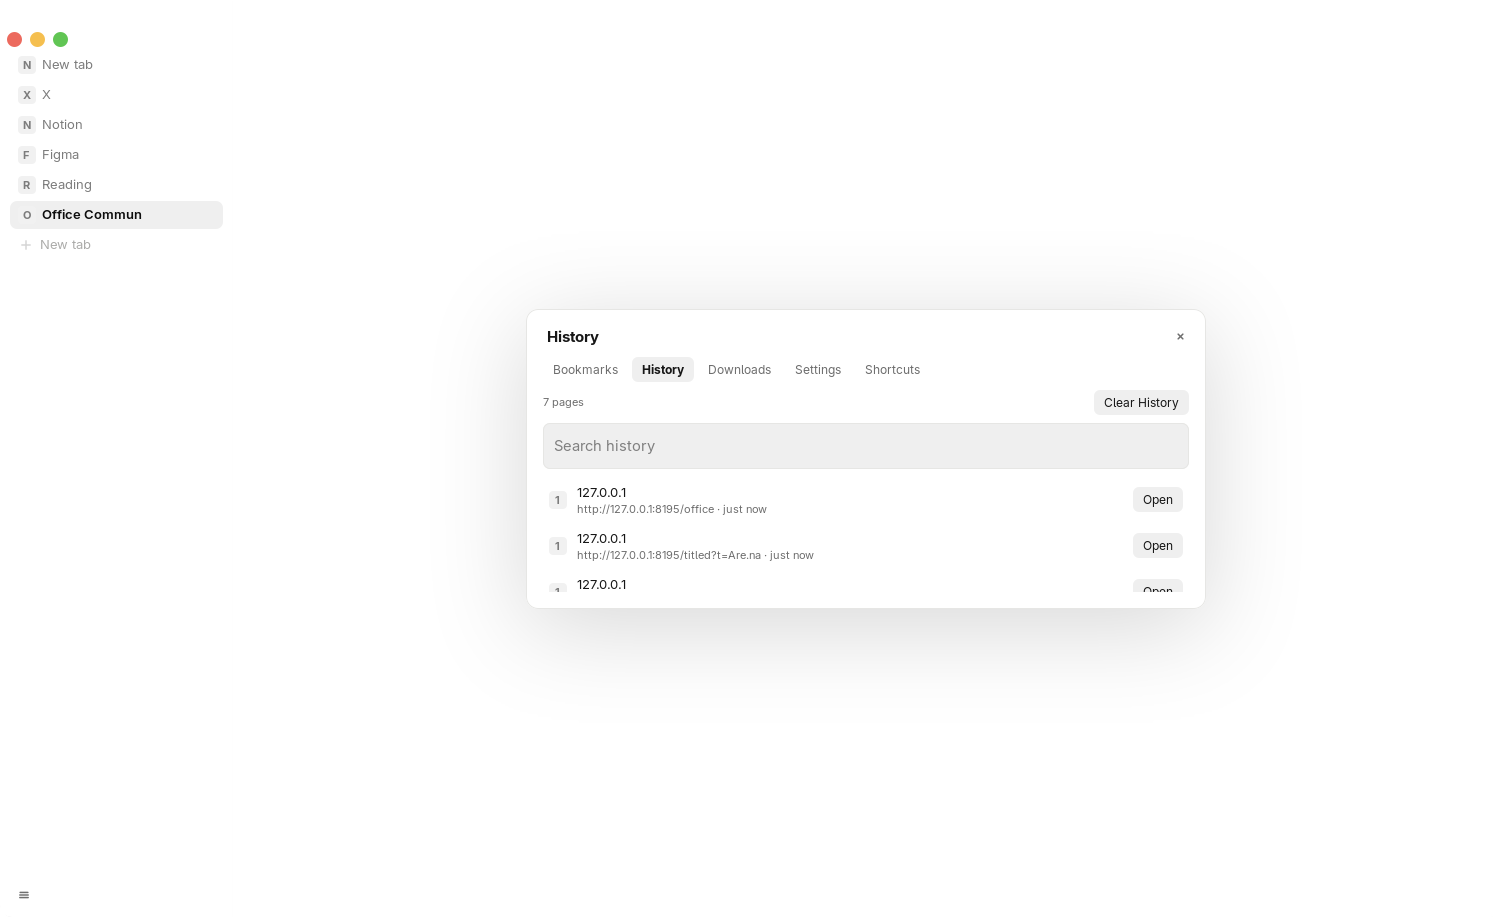 N New tab
X X
N Notion
F Figma
R Reading
O Office Commun
+ New tab
History
×
Bookmarks History Downloads Settings Shortcuts
7 pages
Clear History
Search history
1 127.0.0.1
http://127.0.0.1:8195/office · just now
Open
1 127.0.0.1
http://127.0.0.1:8195/titled?t=Are.na · just now
Open
1 127.0.0.1
Open